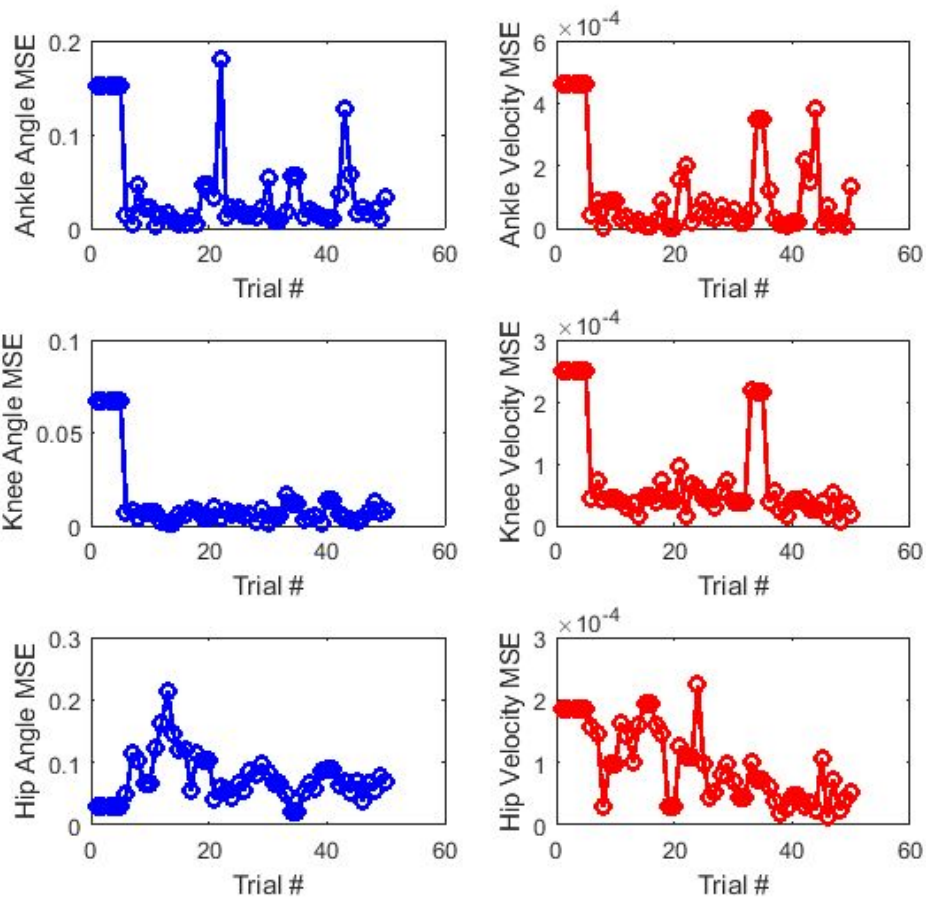 Ankle Angle MSE
0.2
0.1
0
0 20 40 60
Trial #
Ankle Velocity MSE
×10-4
6
4
2
0
0 20 40 60
Trial #
Knee Angle MSE
0.1
0.05
0
0 20 40 60
Trial #
Knee Velocity MSE
×10-4
3
2
1
0
0 20 40 60
Trial #
Hip Angle MSE
0.3
0.2
0.1
0
0 20 40 60
Trial #
Hip Velocity MSE
×10-4
3
2
1
0
0 20 40 60
Trial #